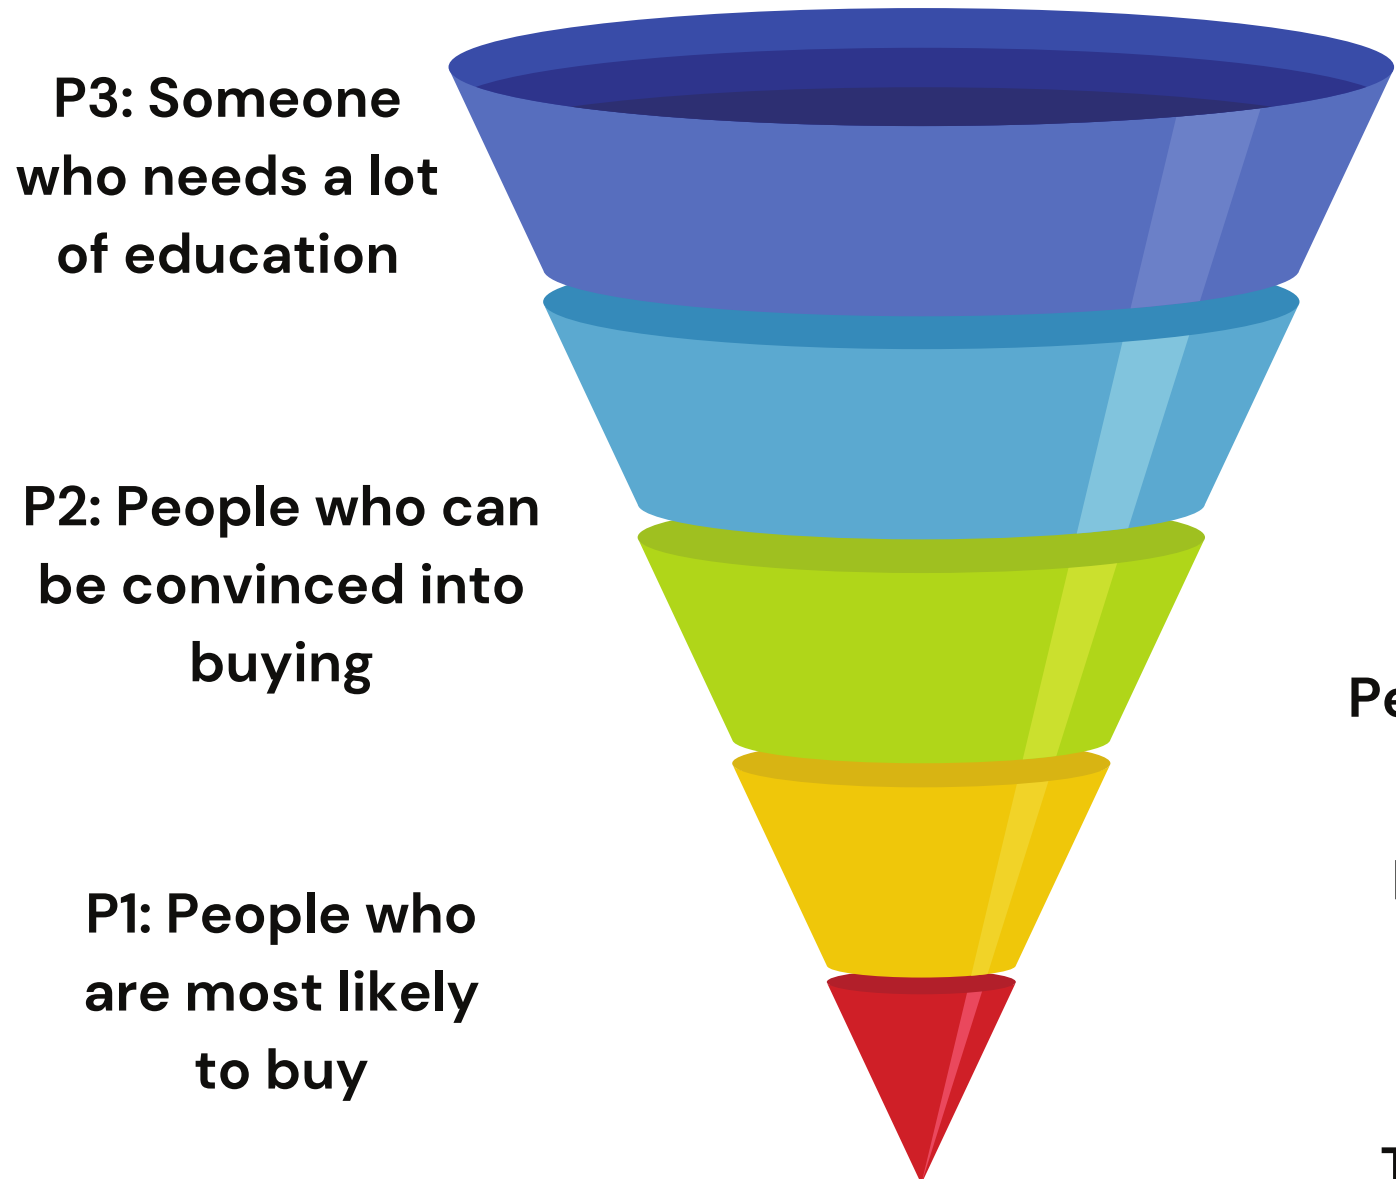 P3: Someone
who needs a lot
of education
P2: People who can
be convinced into
buying
P1: People who
are most likely
to buy